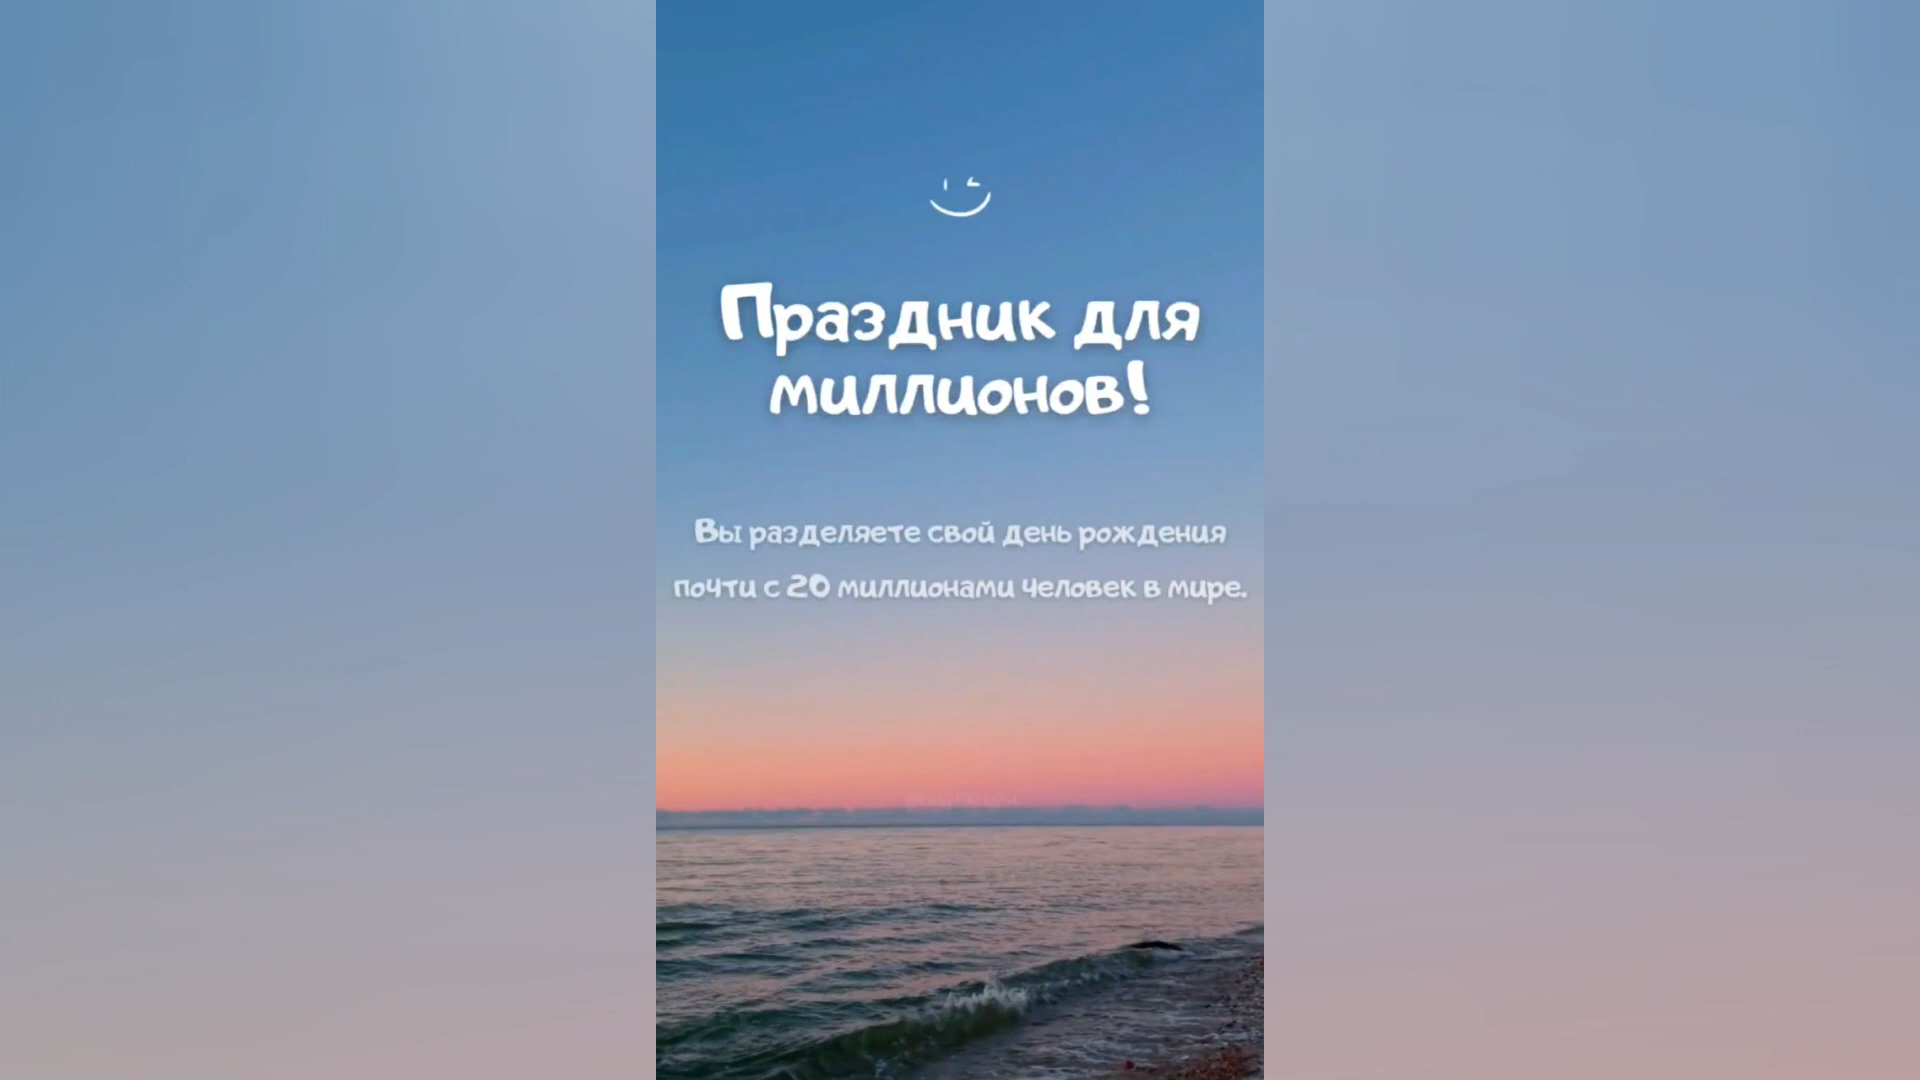 Праздник для
миллионов!
Вы разделяете свой день рождения
почти с 20 миллионами человек в мире.